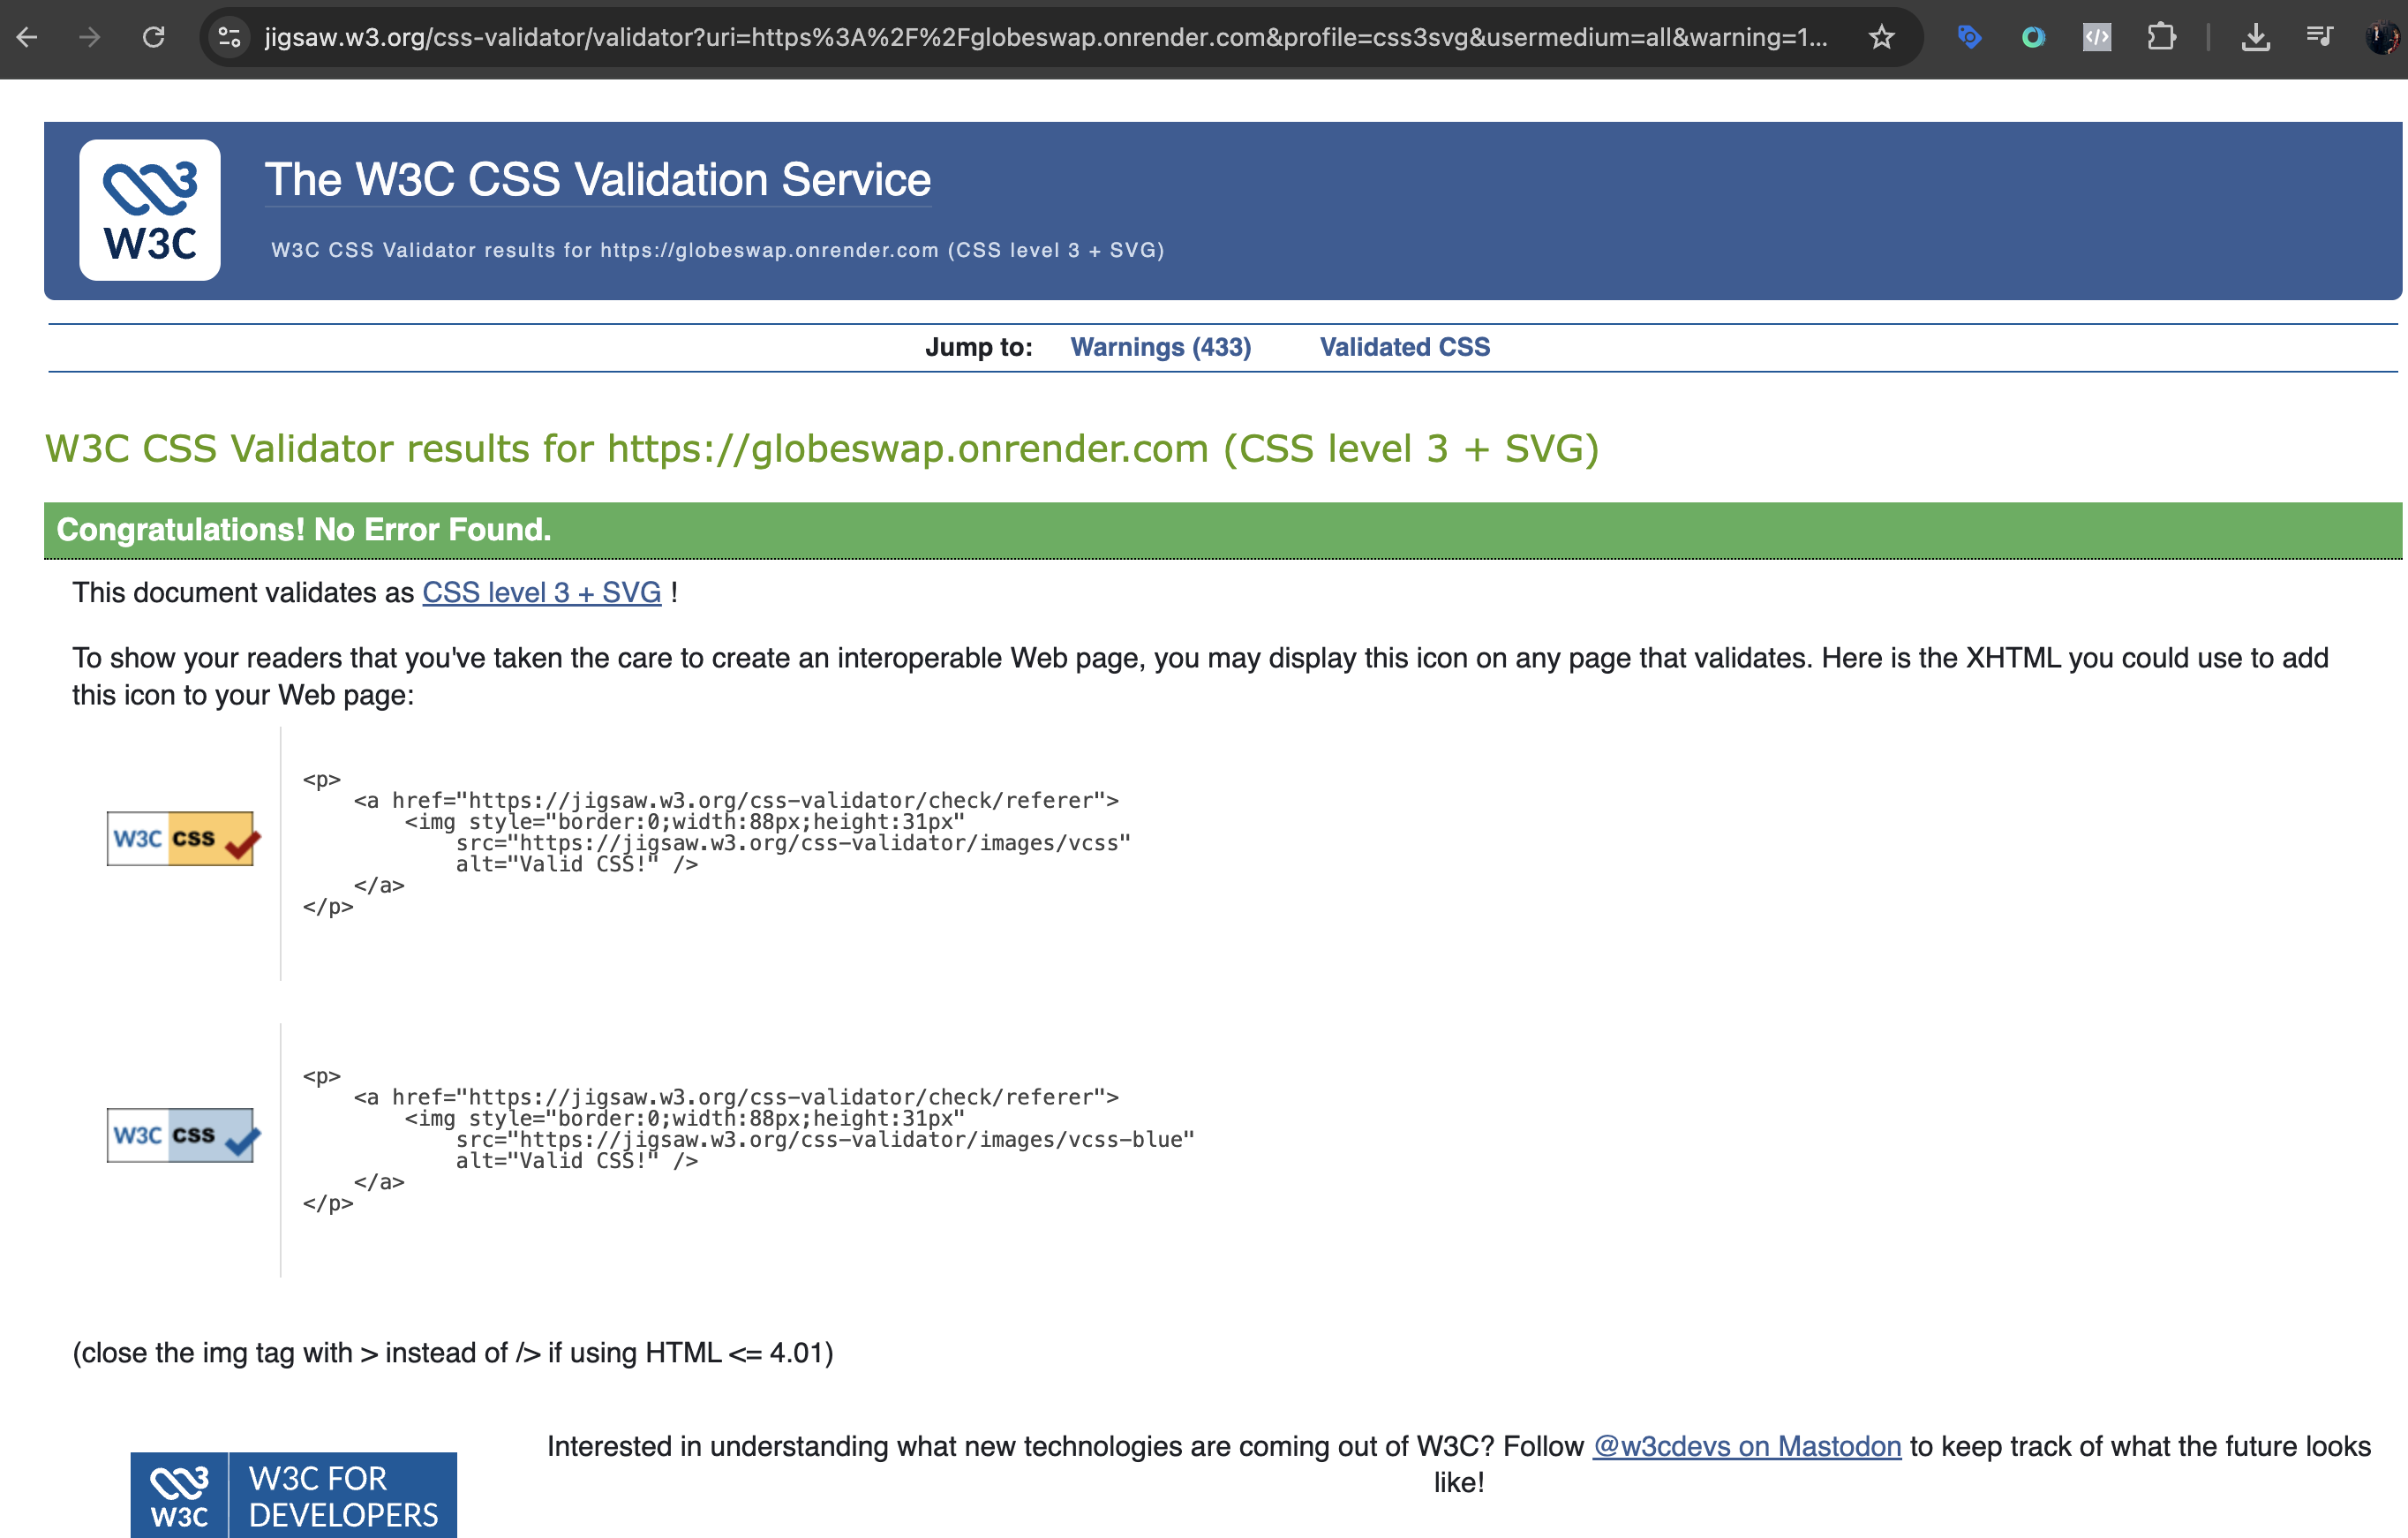 jigsaw.w3.org/css-validator/validator?uri=https%3A%2F%2Fglobeswap.onrender.com&profile=css3svg&usermedium=all&warning=1...
W3C
The W3C CSS Validation Service
W3C CSS Validator results for https://globeswap.onrender.com (CSS level 3 + SVG)
Jump to: Warnings (433) Validated CSS
W3C CSS Validator results for https://globeswap.onrender.com (CSS level 3 + SVG)
Congratulations! No Error Found.
This document validates as CSS level 3 + SVG !
To show your readers that you've taken the care to create an interoperable Web page, you may display this icon on any page that validates. Here is the XHTML you could use to add
this icon to your Web page:
W3C css
<p>
    <a href="https://jigsaw.w3.org/css-validator/check/referer">
        <img style="border:0;width:88px;height:31px"
            src="https://jigsaw.w3.org/css-validator/images/vcss"
            alt="Valid CSS!" />
    </a>
</p>
W3C css
<p>
    <a href="https://jigsaw.w3.org/css-validator/check/referer">
        <img style="border:0;width:88px;height:31px"
            src="https://jigsaw.w3.org/css-validator/images/vcss-blue"
            alt="Valid CSS!" />
    </a>
</p>
(close the img tag with > instead of /> if using HTML <= 4.01)
W3C
W3C FOR
DEVELOPERS
Interested in understanding what new technologies are coming out of W3C? Follow @w3cdevs on Mastodon to keep track of what the future looks
like!